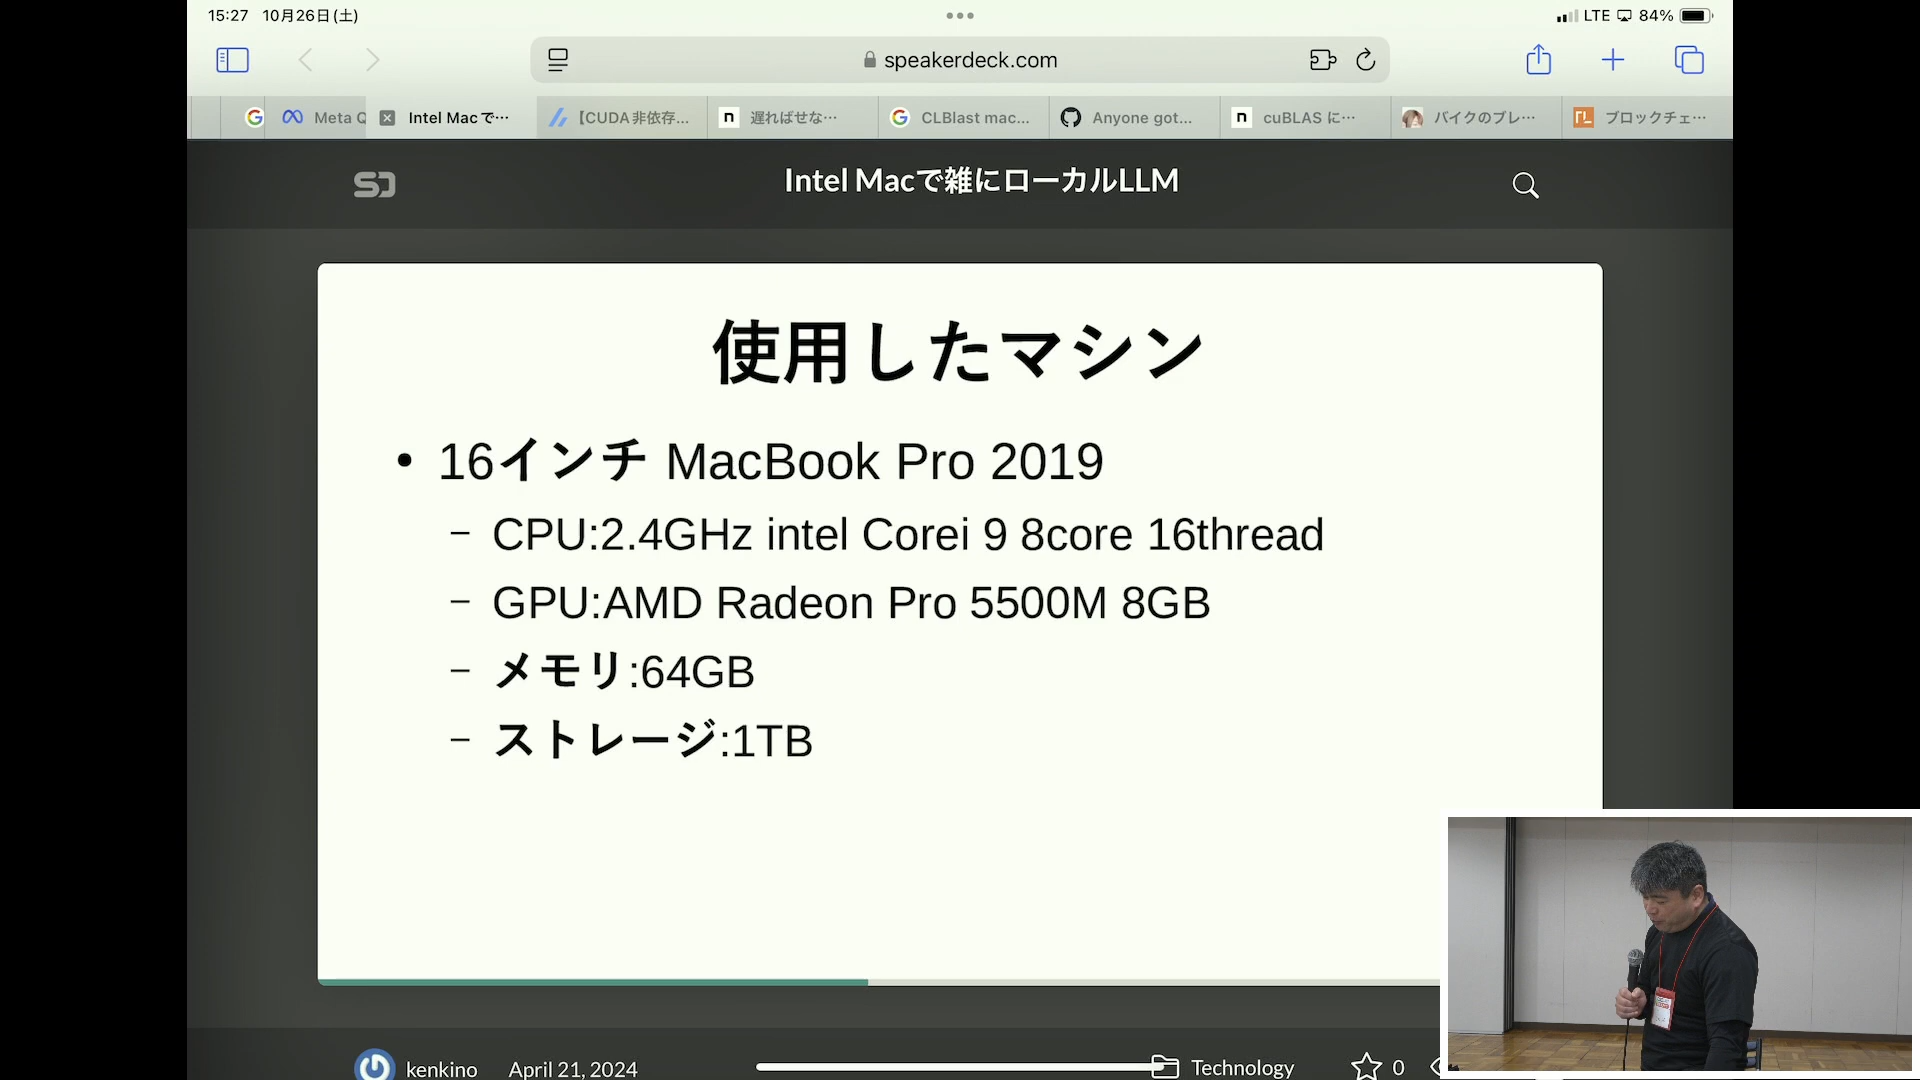 15:27 10月26日(土)
LTE 84%
speakerdeck.com
Meta Q
Intel Macで…
【CUDA非依存...
遅ればせな…
CLBlast mac...
Anyone got...
cuBLAS に…
バイクのブレ…
ブロックチェ…
Intel Macで雑にローカルLLM
使用したマシン
• 16インチ MacBook Pro 2019
– CPU:2.4GHz intel Corei 9 8core 16thread
– GPU:AMD Radeon Pro 5500M 8GB
– メモリ:64GB
– ストレージ:1TB
kenkino April 21, 2024 Technology 0